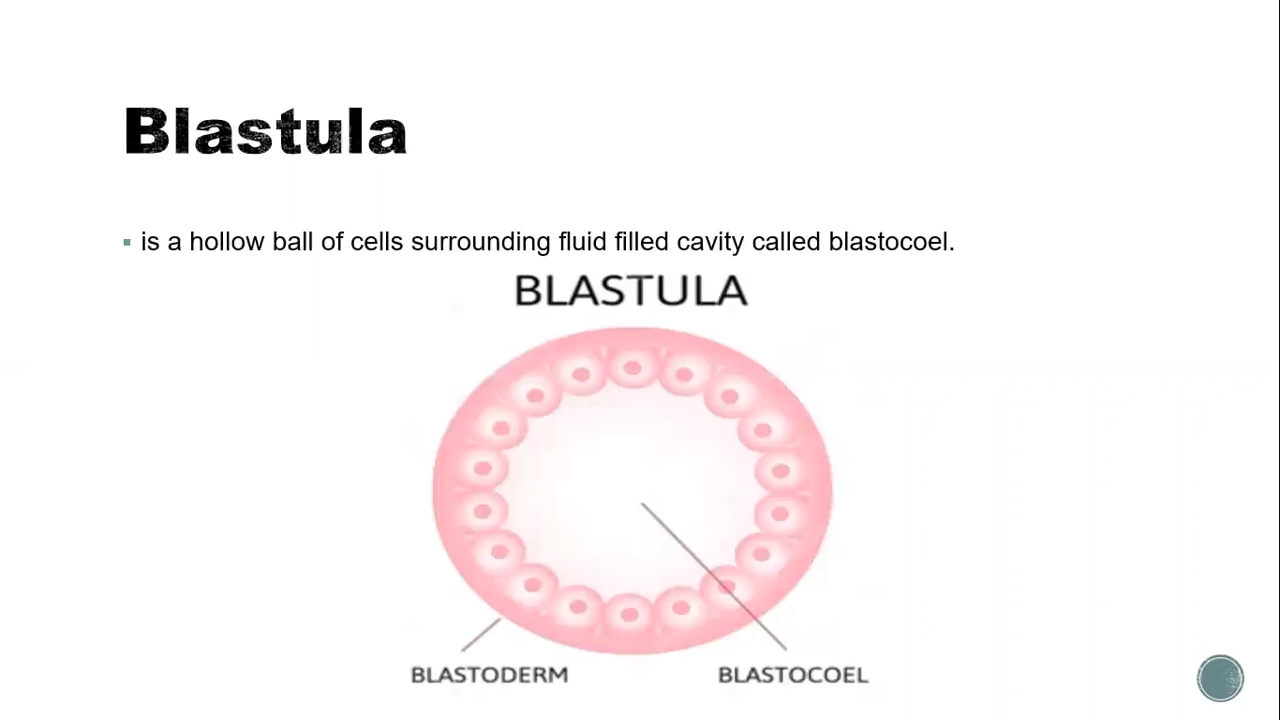 Blastula
▪ is a hollow ball of cells surrounding fluid filled cavity called blastocoel.
BLASTULA
BLASTODERM
BLASTOCOEL